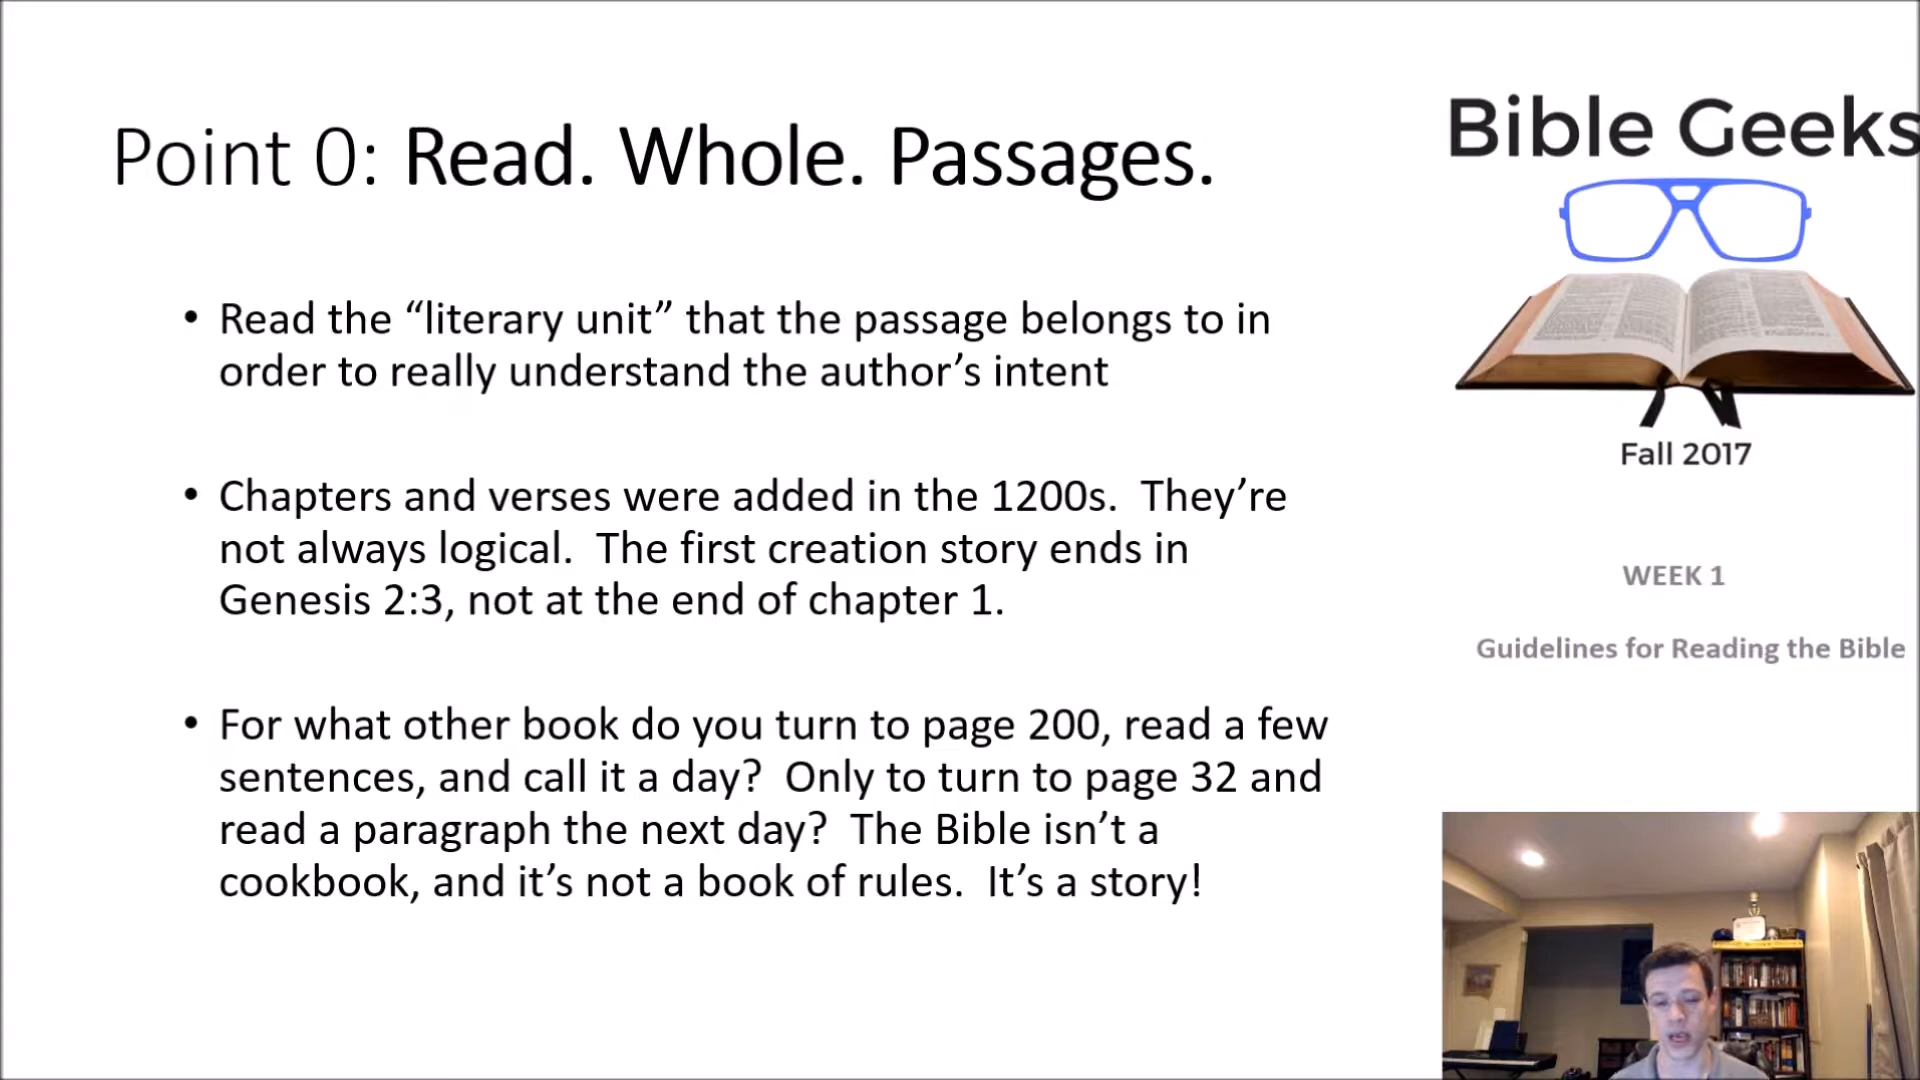 Point 0: Read. Whole. Passages.
• Read the “literary unit” that the passage belongs to in
order to really understand the author’s intent
• Chapters and verses were added in the 1200s.  They’re
not always logical.  The first creation story ends in
Genesis 2:3, not at the end of chapter 1.
• For what other book do you turn to page 200, read a few
sentences, and call it a day?  Only to turn to page 32 and
read a paragraph the next day?  The Bible isn’t a
cookbook, and it’s not a book of rules.  It’s a story!
Bible Geeks
Fall 2017
WEEK 1
Guidelines for Reading the Bible